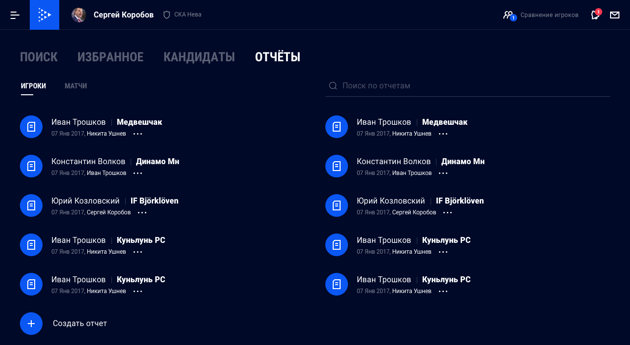 Сергей Коробов СКА Нева 1 Сравнение игроков 1
ПОИСК ИЗБРАННОЕ КАНДИДАТЫ ОТЧЁТЫ
ИГРОКИ МАТЧИ Поиск по отчетам
Иван Трошков | Медвешчак
07 Янв 2017, Никита Ушнев •••
Иван Трошков | Медвешчак
07 Янв 2017, Никита Ушнев •••
Константин Волков | Динамо Мн
07 Янв 2017, Иван Трошков •••
Константин Волков | Динамо Мн
07 Янв 2017, Иван Трошков •••
Юрий Козловский | IF Björklöven
07 Янв 2017, Сергей Коробов •••
Юрий Козловский | IF Björklöven
07 Янв 2017, Сергей Коробов •••
Иван Трошков | Куньлунь РС
07 Янв 2017, Никита Ушнев •••
Иван Трошков | Куньлунь РС
07 Янв 2017, Никита Ушнев •••
Иван Трошков | Куньлунь РС
07 Янв 2017, Никита Ушнев •••
Иван Трошков | Куньлунь РС
07 Янв 2017, Никита Ушнев •••
Создать отчет